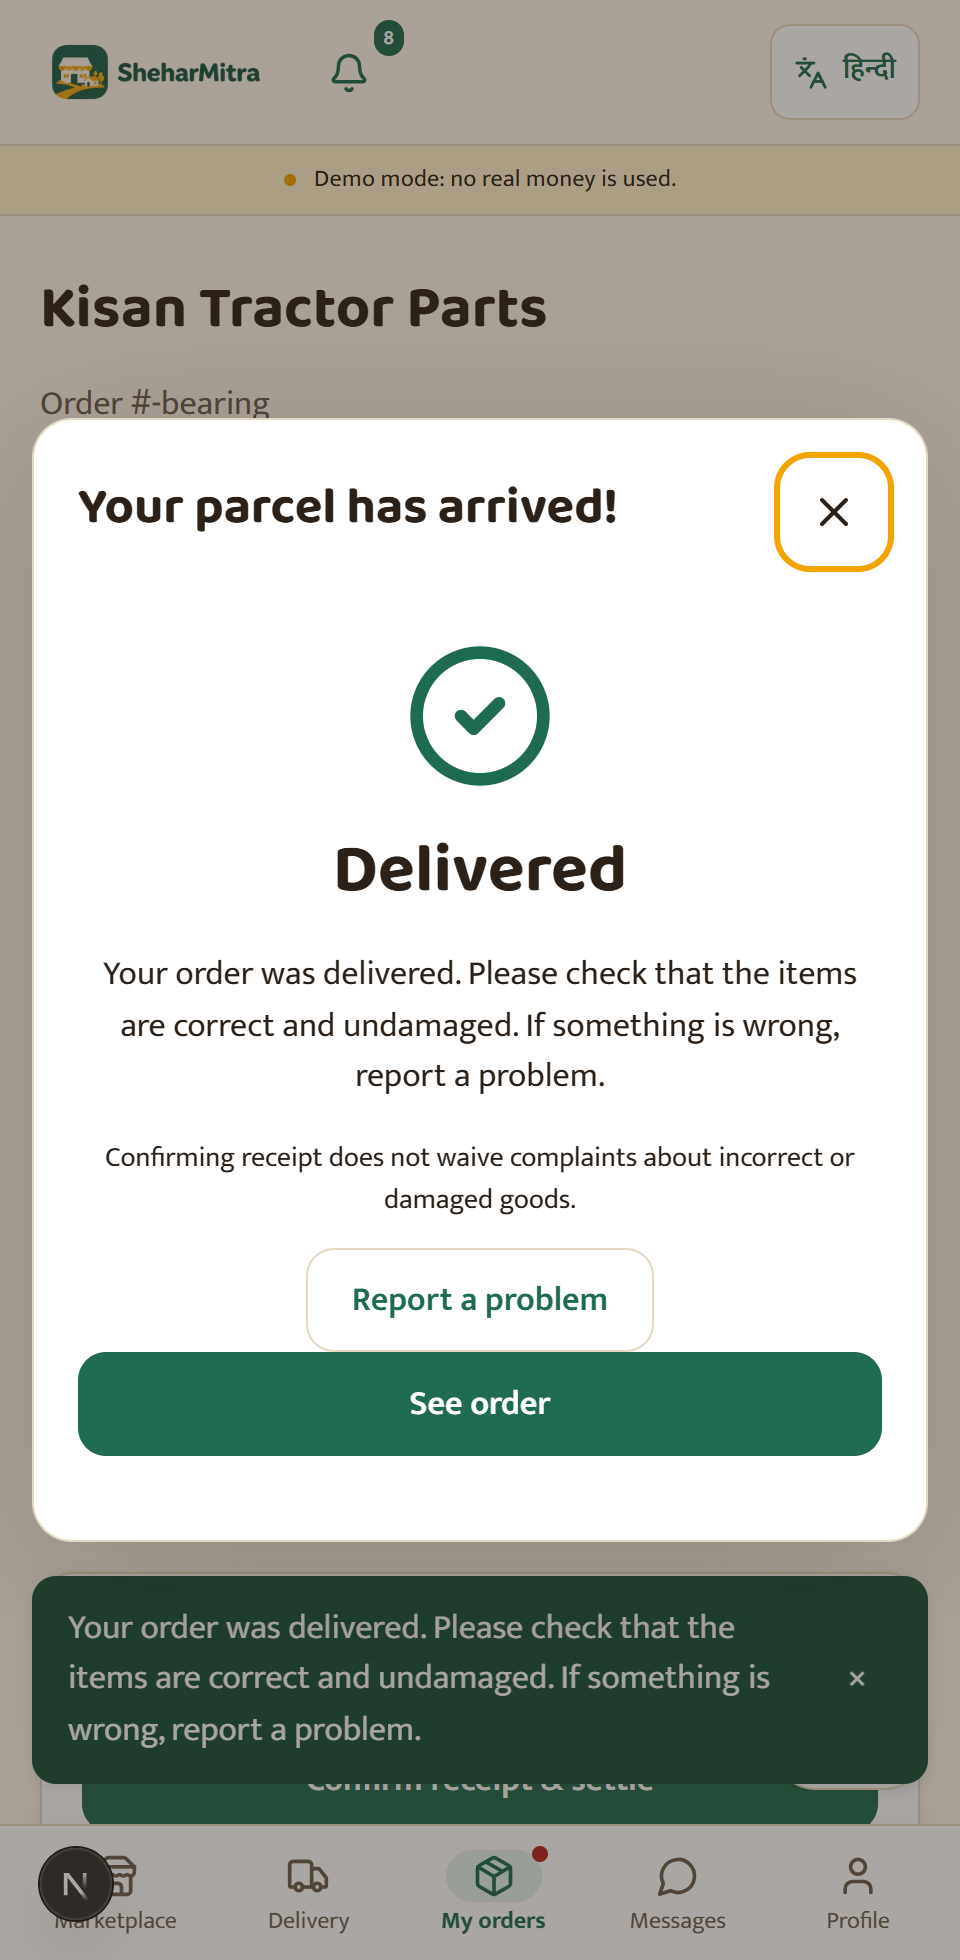 SheharMitra
8
हिन्दी
Demo mode: no real money is used.
Kisan Tractor Parts
Order #-bearing
Your parcel has arrived!
Delivered
Your order was delivered. Please check that the items
are correct and undamaged. If something is wrong,
report a problem.
Confirming receipt does not waive complaints about incorrect or
damaged goods.
Report a problem
See order
Your order was delivered. Please check that the
items are correct and undamaged. If something is
wrong, report a problem.
Confirm receipt & settle
N
Marketplace
Delivery
My orders
Messages
Profile